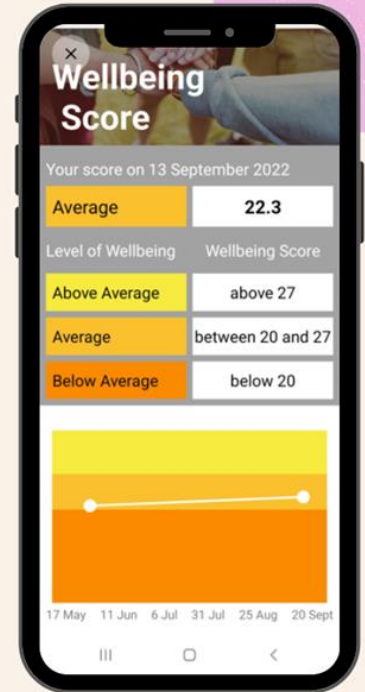 ×
Wellbeing
Score
Your score on 13 September 2022
Average 22.3
Level of Wellbeing Wellbeing Score
Above Average above 27
Average between 20 and 27
Below Average below 20
17 May 11 Jun 6 Jul 31 Jul 25 Aug 20 Sept